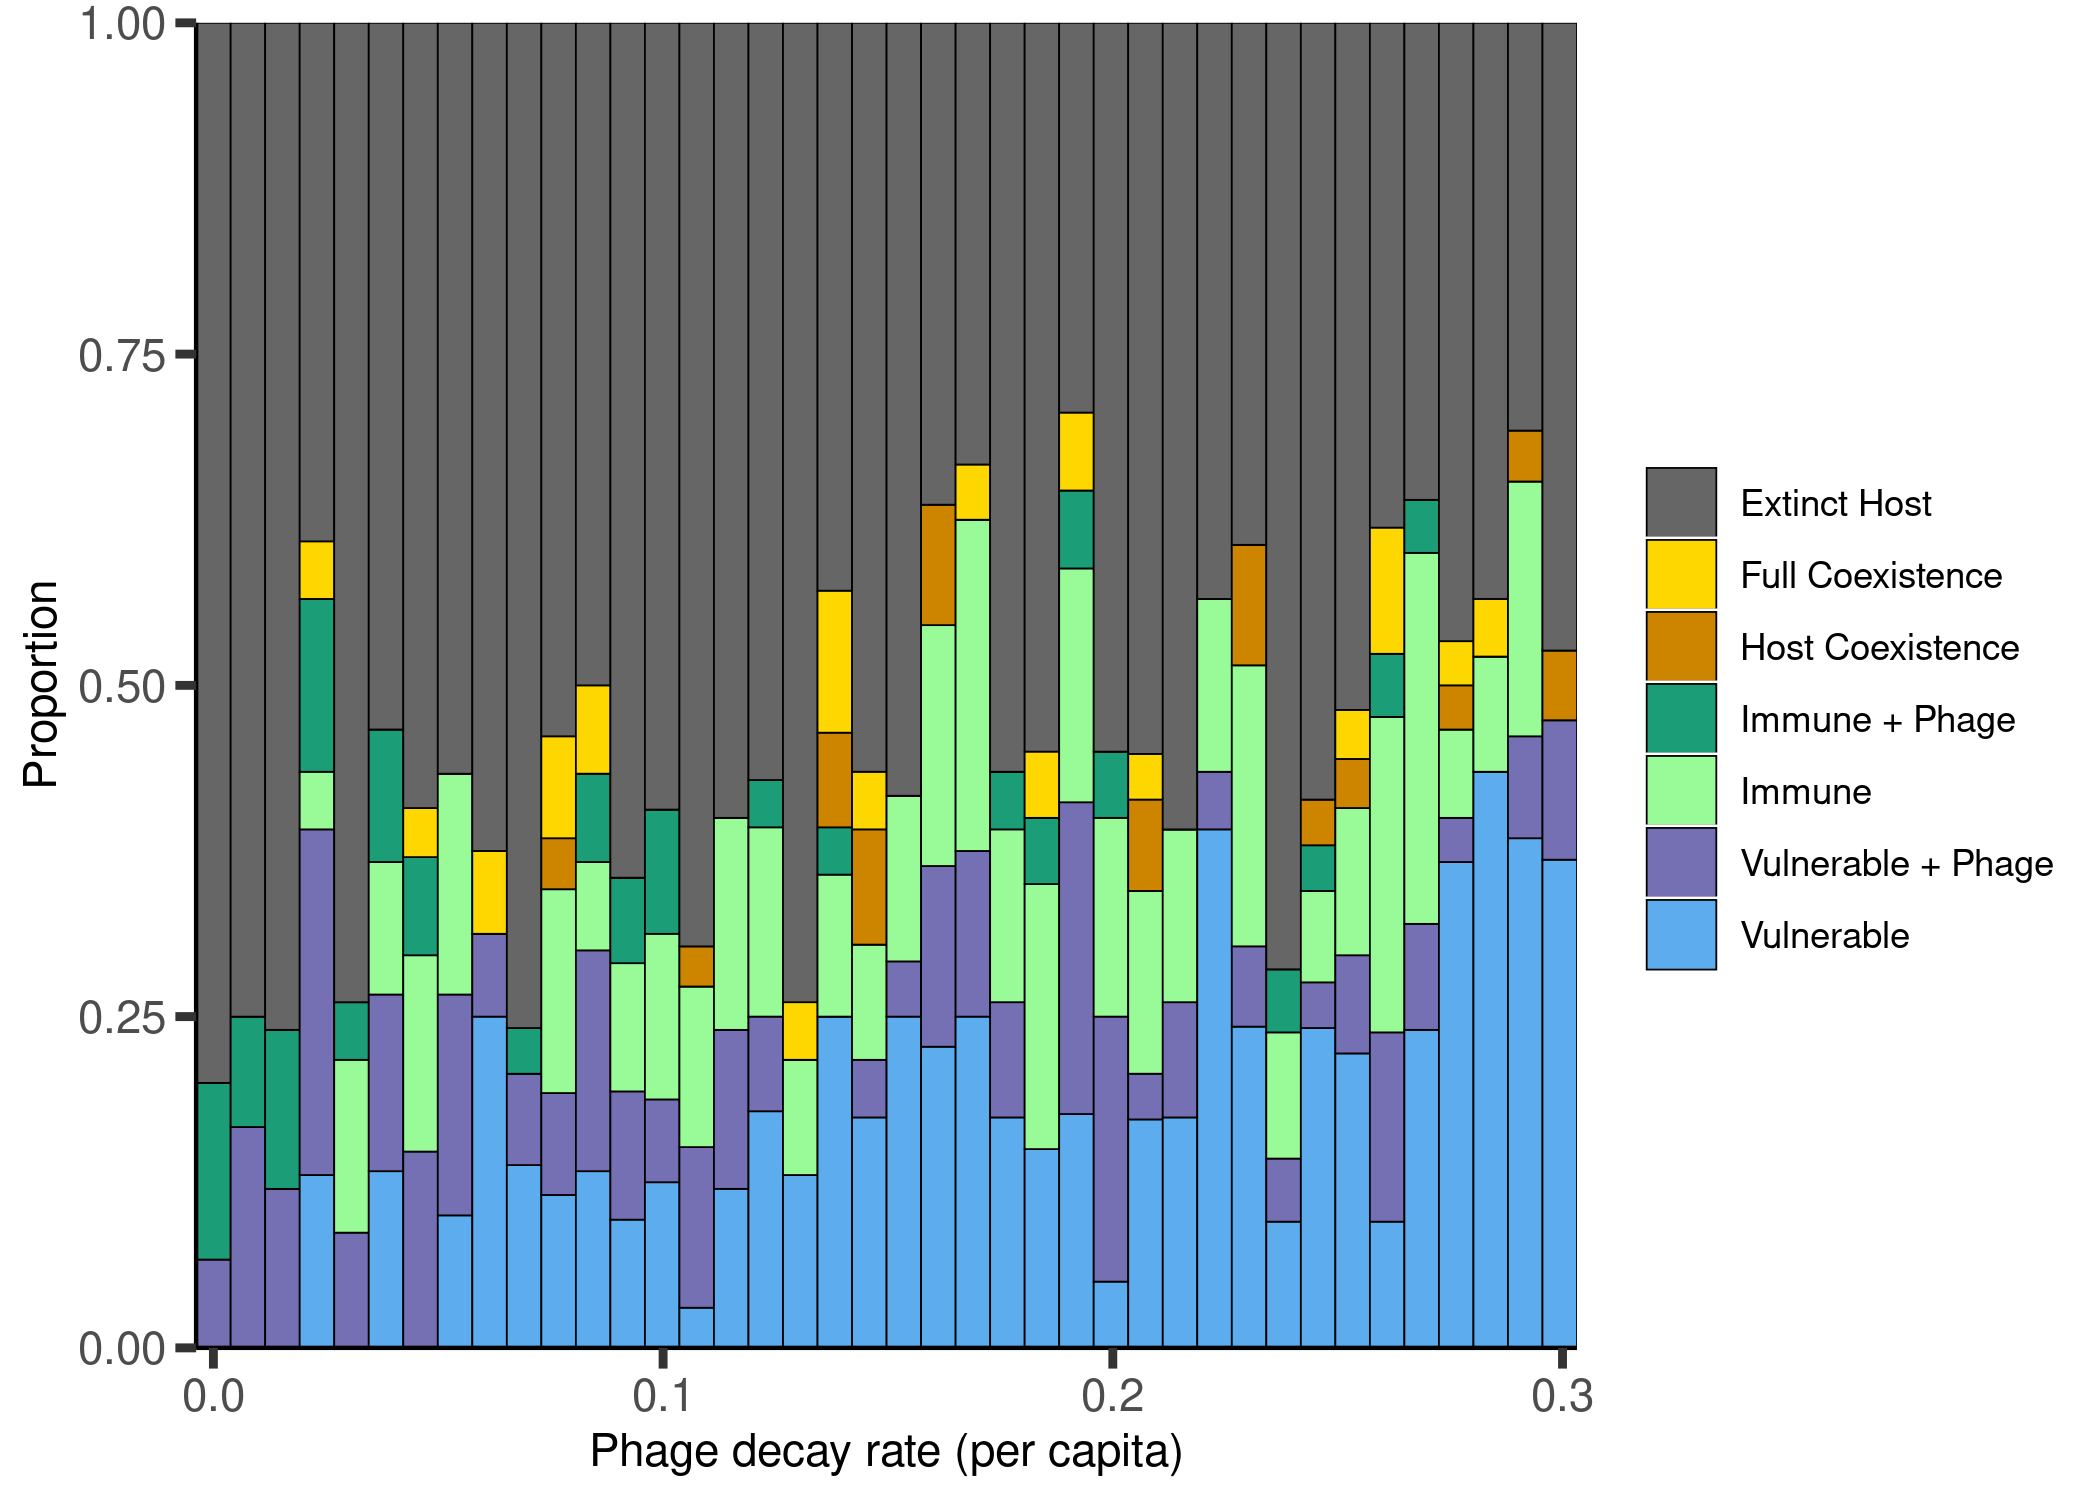 1.00
0.75
0.50
0.25
0.00
Proportion
0.0
0.1
0.2
0.3
Phage decay rate (per capita)
Extinct Host
Full Coexistence
Host Coexistence
Immune + Phage
Immune
Vulnerable + Phage
Vulnerable